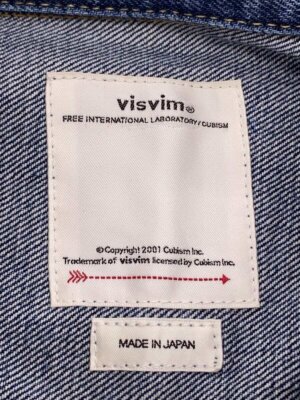 visvim®
FREE INTERNATIONAL LABORATORY/CUBISM
©Copyright 2001 Cubism Inc.
Trademark of visvim licensed by Cubism Inc.
MADE IN JAPAN